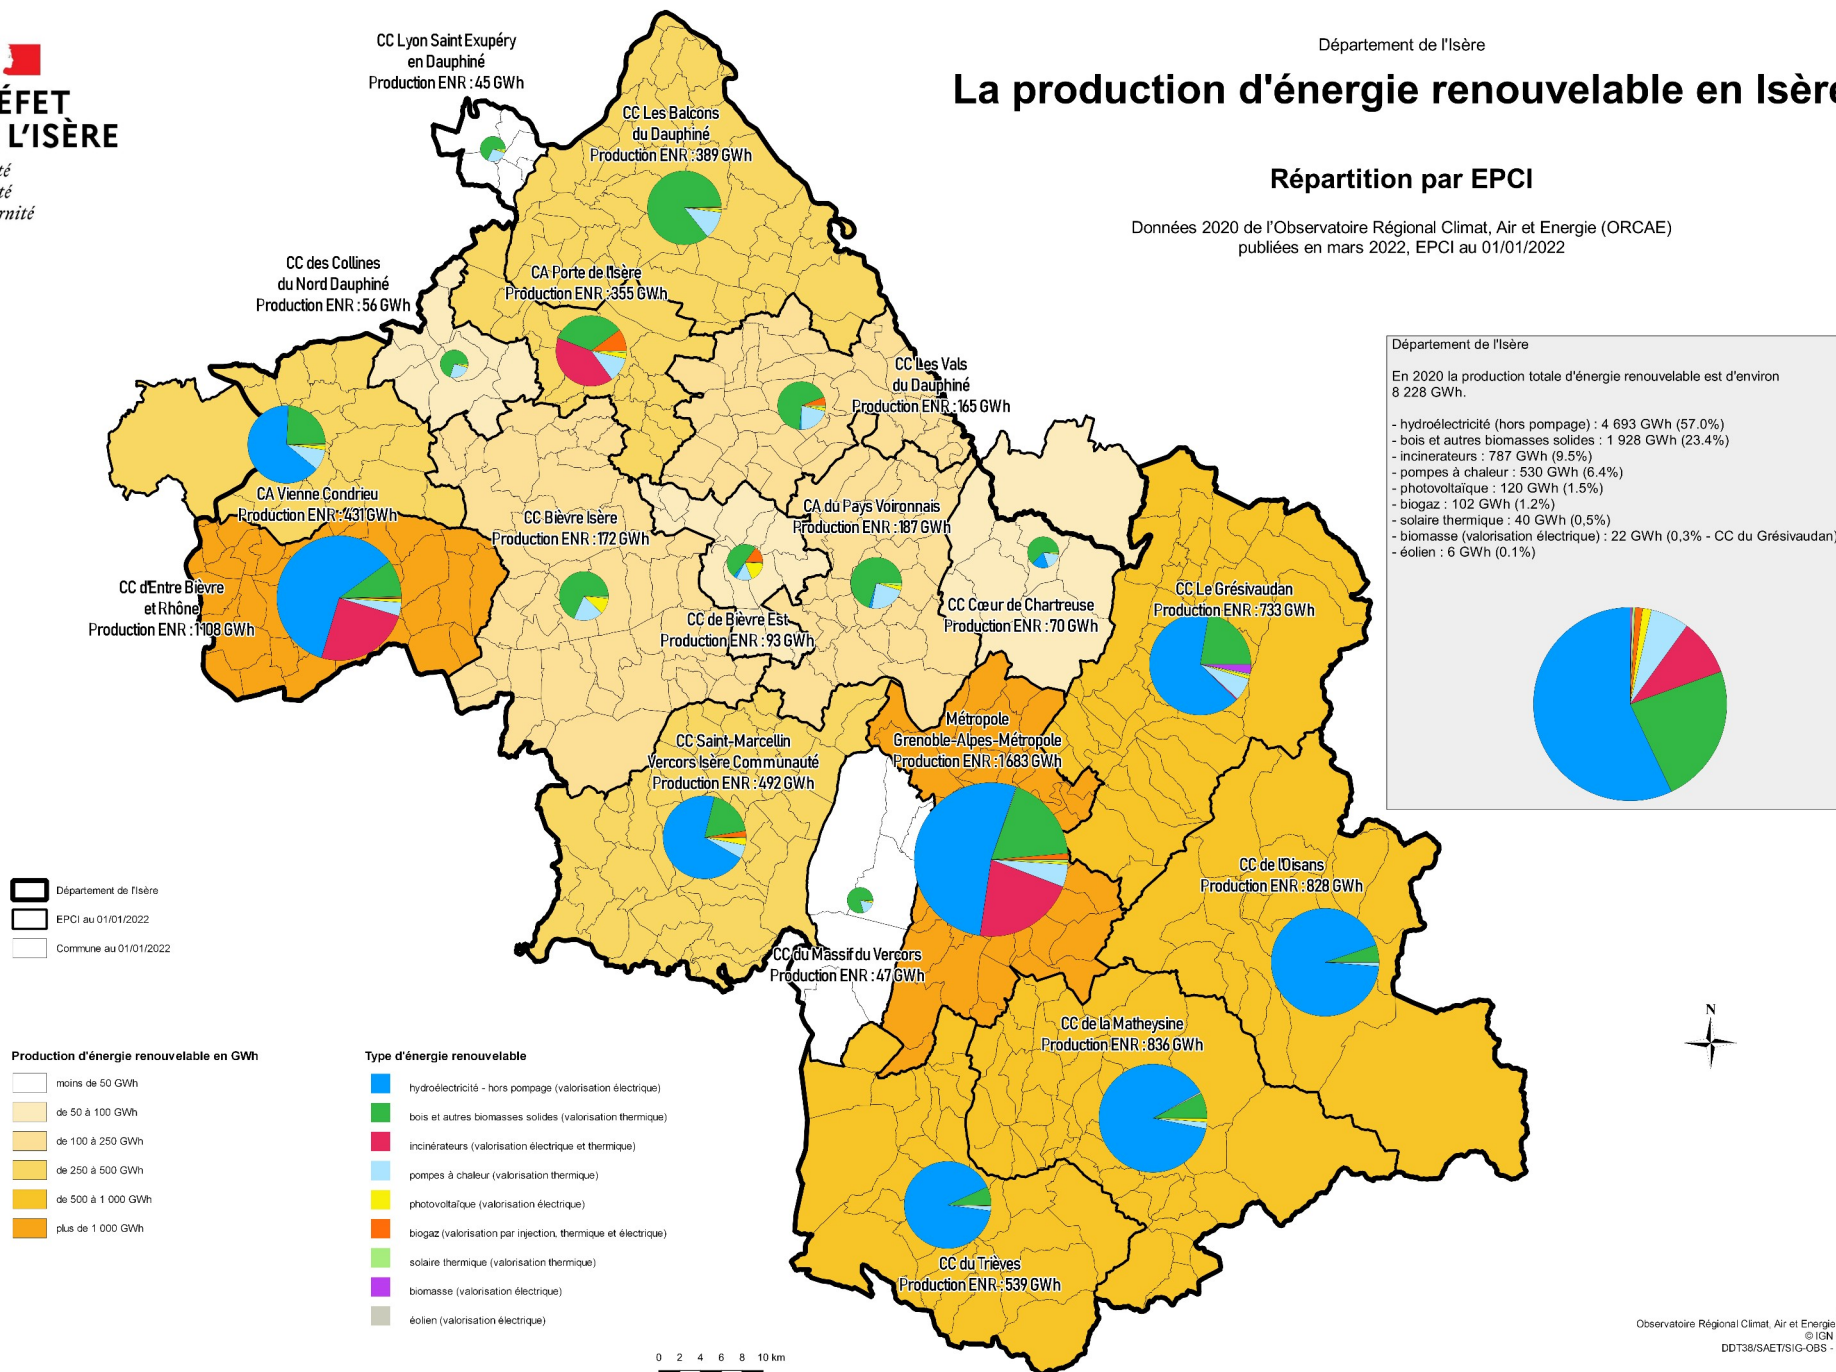 ÉFET
L'ISÈRE
té
té
rnité
Département de l'Isère
La production d'énergie renouvelable en Isère
Répartition par EPCI
Données 2020 de l'Observatoire Régional Climat, Air et Energie (ORCAE)
publiées en mars 2022, EPCI au 01/01/2022
CC Lyon Saint Exupéry
en Dauphiné
Production ENR : 45 GWh
CC Les Balcons
du Dauphiné
Production ENR : 389 GWh
CC des Collines
du Nord Dauphiné
Production ENR : 56 GWh
CA Porte de l'Isère
Production ENR : 355 GWh
CC Les Vals
du Dauphiné
Production ENR : 165 GWh
CA Vienne Condrieu
Production ENR : 431 GWh
CC Bièvre Isère
Production ENR : 172 GWh
CA du Pays Voironnais
Production ENR : 187 GWh
CC d'Entre Bièvre
et Rhône
Production ENR : 1108 GWh
CC de Bièvre Est
Production ENR : 93 GWh
CC Cœur de Chartreuse
Production ENR : 70 GWh
CC Le Grésivaudan
Production ENR : 733 GWh
CC Saint-Marcellin
Vercors Isère Communauté
Production ENR : 492 GWh
Métropole
Grenoble-Alpes-Métropole
Production ENR : 1683 GWh
CC de l'Oisans
Production ENR : 828 GWh
CC du Massif du Vercors
Production ENR : 47 GWh
CC de la Matheysine
Production ENR : 836 GWh
CC du Trièves
Production ENR : 539 GWh
Département de l'Isère
En 2020 la production totale d'énergie renouvelable est d'environ
8 228 GWh.
- hydroélectricité (hors pompage) : 4 693 GWh (57.0%)
- bois et autres biomasses solides : 1 928 GWh (23.4%)
- incinerateurs : 787 GWh (9.5%)
- pompes à chaleur : 530 GWh (6.4%)
- photovoltaïque : 120 GWh (1.5%)
- biogaz : 102 GWh (1.2%)
- solaire thermique : 40 GWh (0,5%)
- biomasse (valorisation électrique) : 22 GWh (0,3% - CC du Grésivaudan)
- éolien : 6 GWh (0.1%)
Département de l'Isère
EPCI au 01/01/2022
Commune au 01/01/2022
Production d'énergie renouvelable en GWh
moins de 50 GWh
de 50 à 100 GWh
de 100 à 250 GWh
de 250 à 500 GWh
de 500 à 1 000 GWh
plus de 1 000 GWh
Type d'énergie renouvelable
hydroélectricité - hors pompage (valorisation électrique)
bois et autres biomasses solides (valorisation thermique)
incinérateurs (valorisation électrique et thermique)
pompes à chaleur (valorisation thermique)
photovoltaïque (valorisation électrique)
biogaz (valorisation par injection, thermique et électrique)
solaire thermique (valorisation thermique)
biomasse (valorisation électrique)
éolien (valorisation électrique)
N
0 2 4 6 8 10 km
Observatoire Régional Climat, Air et Energie
© IGN
DDT38/SAET/SIG-OBS -